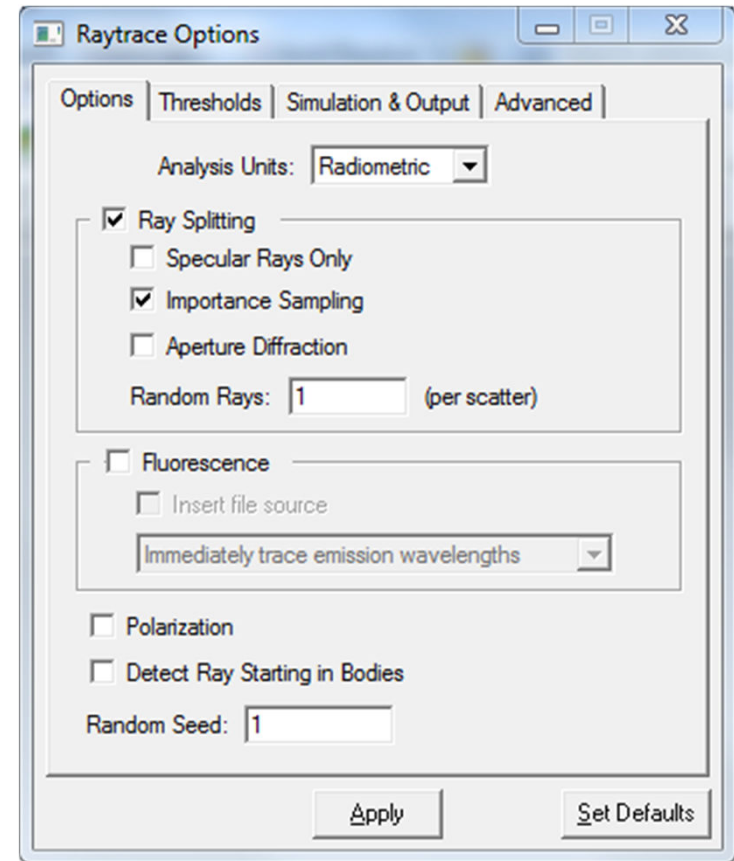 Raytrace Options
Options Thresholds Simulation & Output Advanced
Analysis Units: Radiometric
Ray Splitting
Specular Rays Only
Importance Sampling
Aperture Diffraction
Random Rays: 1 (per scatter)
Fluorescence
Insert file source
Immediately trace emission wavelengths
Polarization
Detect Ray Starting in Bodies
Random Seed: 1
Apply Set Defaults